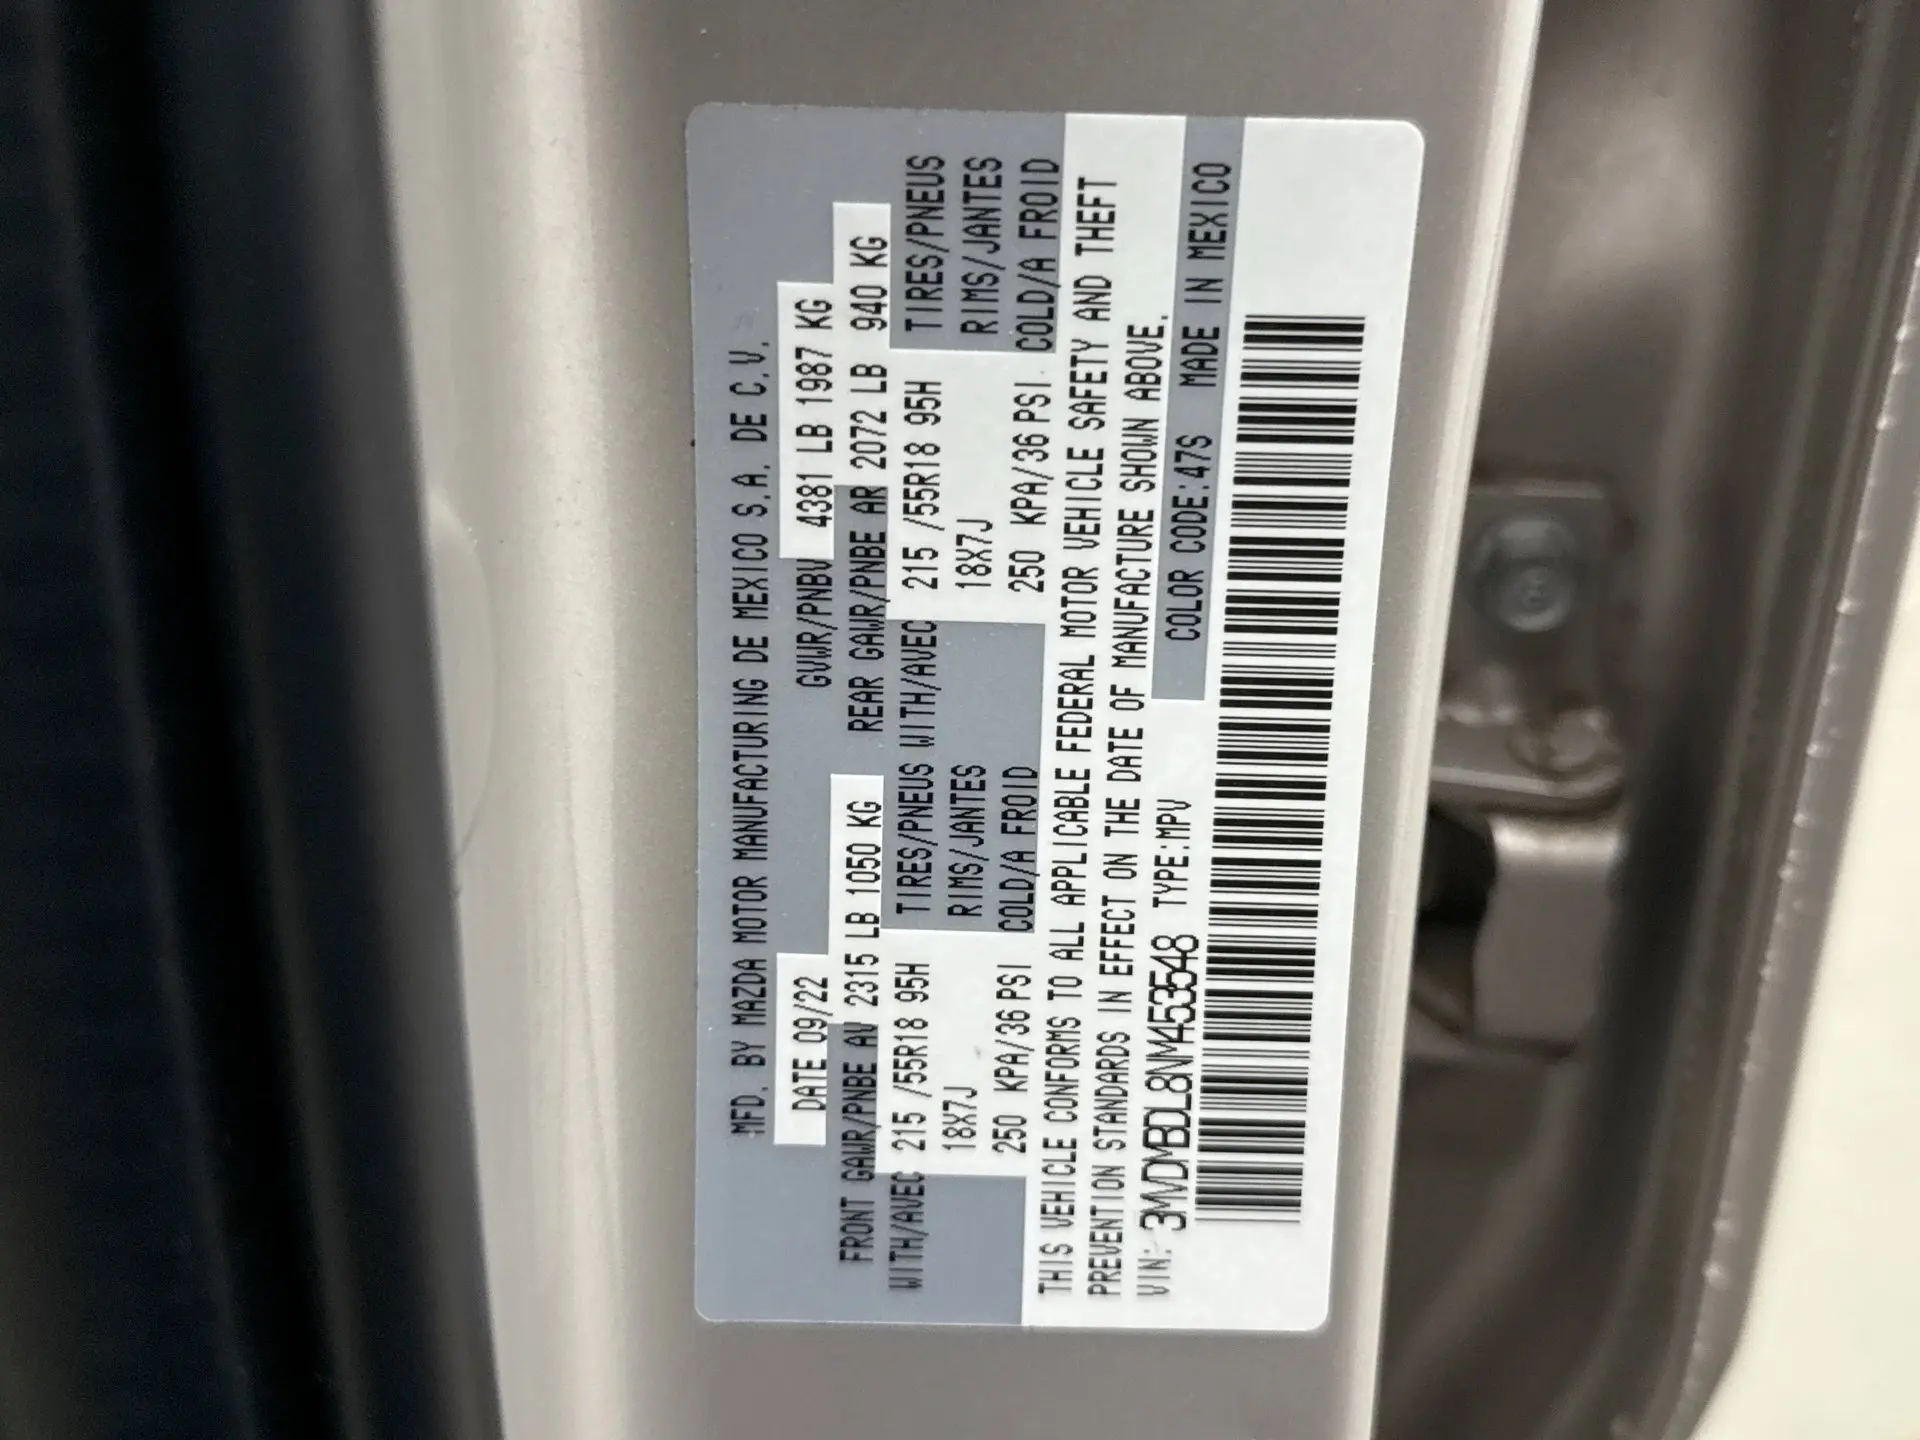 MFD. BY MAZDA MOTOR MANUFACTURING DE MEXICO S.A. DE C.V.
DATE 09/22 GVWR/PNBV 4381 LB 1987 KG
FRONT GAWR/PNBE AV 2315 LB 1050 KG REAR GAWR/PNBE AR 2072 LB 940 KG
WITH/AVEC 215 /55R18 95H TIRES/PNEUS WITH/AVEC 215 /55R18 95H TIRES/PNEUS
18X7J RIMS/JANTES 18X7J RIMS/JANTES
250 KPA/36 PSI COLD/A FROID 250 KPA/36 PSI COLD/A FROID
THIS VEHICLE CONFORMS TO ALL APPLICABLE FEDERAL MOTOR VEHICLE SAFETY AND THEFT
PREVENTION STANDARDS IN EFFECT ON THE DATE OF MANUFACTURE SHOWN ABOVE.
VIN: 3MVDMBDL8NM453548 TYPE:MPV COLOR CODE:47S MADE IN MEXICO